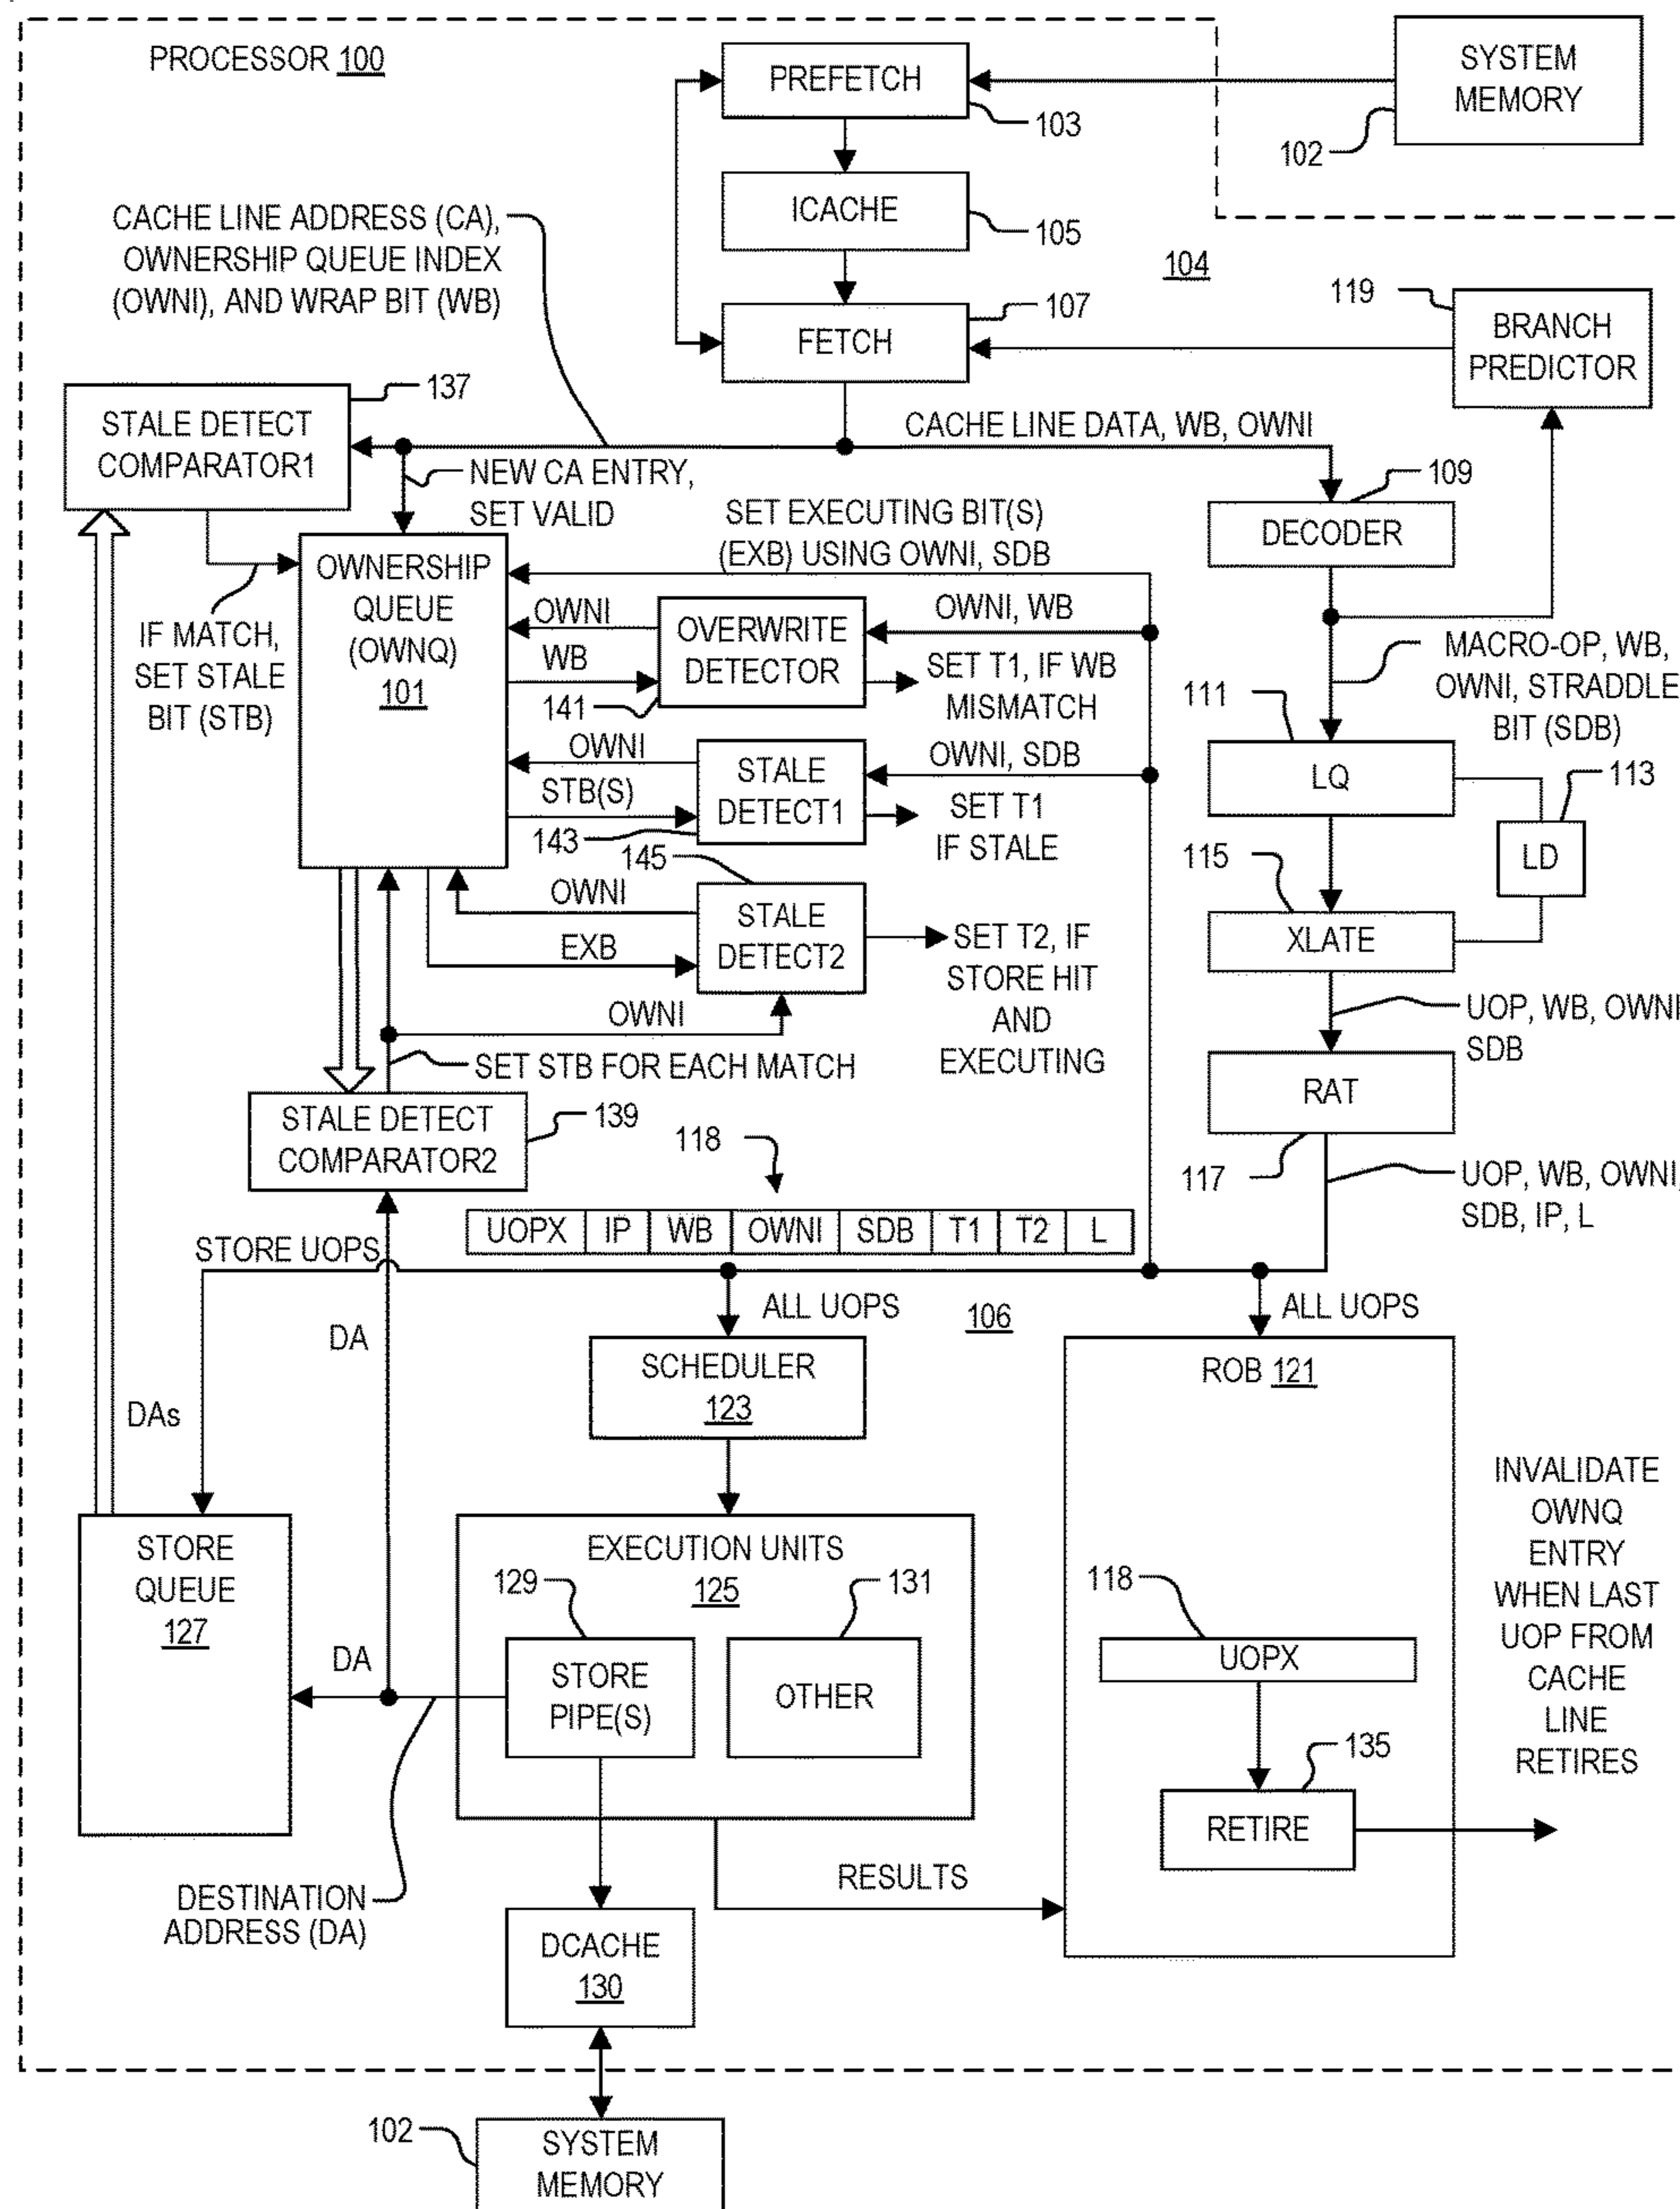 PROCESSOR 100
PREFETCH
103
SYSTEM
MEMORY
102
ICACHE
105
CACHE LINE ADDRESS (CA),
OWNERSHIP QUEUE INDEX
(OWNI), AND WRAP BIT (WB)
104
107
FETCH
119
BRANCH
PREDICTOR
137
STALE DETECT
COMPARATOR1
CACHE LINE DATA, WB, OWNI
NEW CA ENTRY,
SET VALID
109
DECODER
SET EXECUTING BIT(S)
(EXB) USING OWNI, SDB
OWNERSHIP
QUEUE
(OWNQ)
101
IF MATCH,
SET STALE
BIT (STB)
OWNI
WB
OVERWRITE
DETECTOR
141
OWNI, WB
SET T1, IF WB
MISMATCH
MACRO-OP, WB,
OWNI, STRADDLE
BIT (SDB)
111
LQ
113
LD
OWNI
STB(S)
STALE
DETECT1
143
OWNI, SDB
SET T1
IF STALE
145
OWNI
EXB
STALE
DETECT2
SET T2, IF
STORE HIT
AND
EXECUTING
115
XLATE
UOP, WB, OWNI
SDB
OWNI
SET STB FOR EACH MATCH
RAT
117
STALE DETECT
COMPARATOR2
139
118
UOP, WB, OWNI,
SDB, IP, L
UOPX IP WB OWNI SDB T1 T2 L
STORE UOPS
ALL UOPS
106
ALL UOPS
DA
SCHEDULER
123
ROB 121
DAs
STORE
QUEUE
127
EXECUTION UNITS
125
129
131
STORE
PIPE(S)
OTHER
DA
118
UOPX
135
RETIRE
INVALIDATE
OWNQ
ENTRY
WHEN LAST
UOP FROM
CACHE
LINE
RETIRES
DESTINATION
ADDRESS (DA)
RESULTS
DCACHE
130
102
SYSTEM
MEMORY